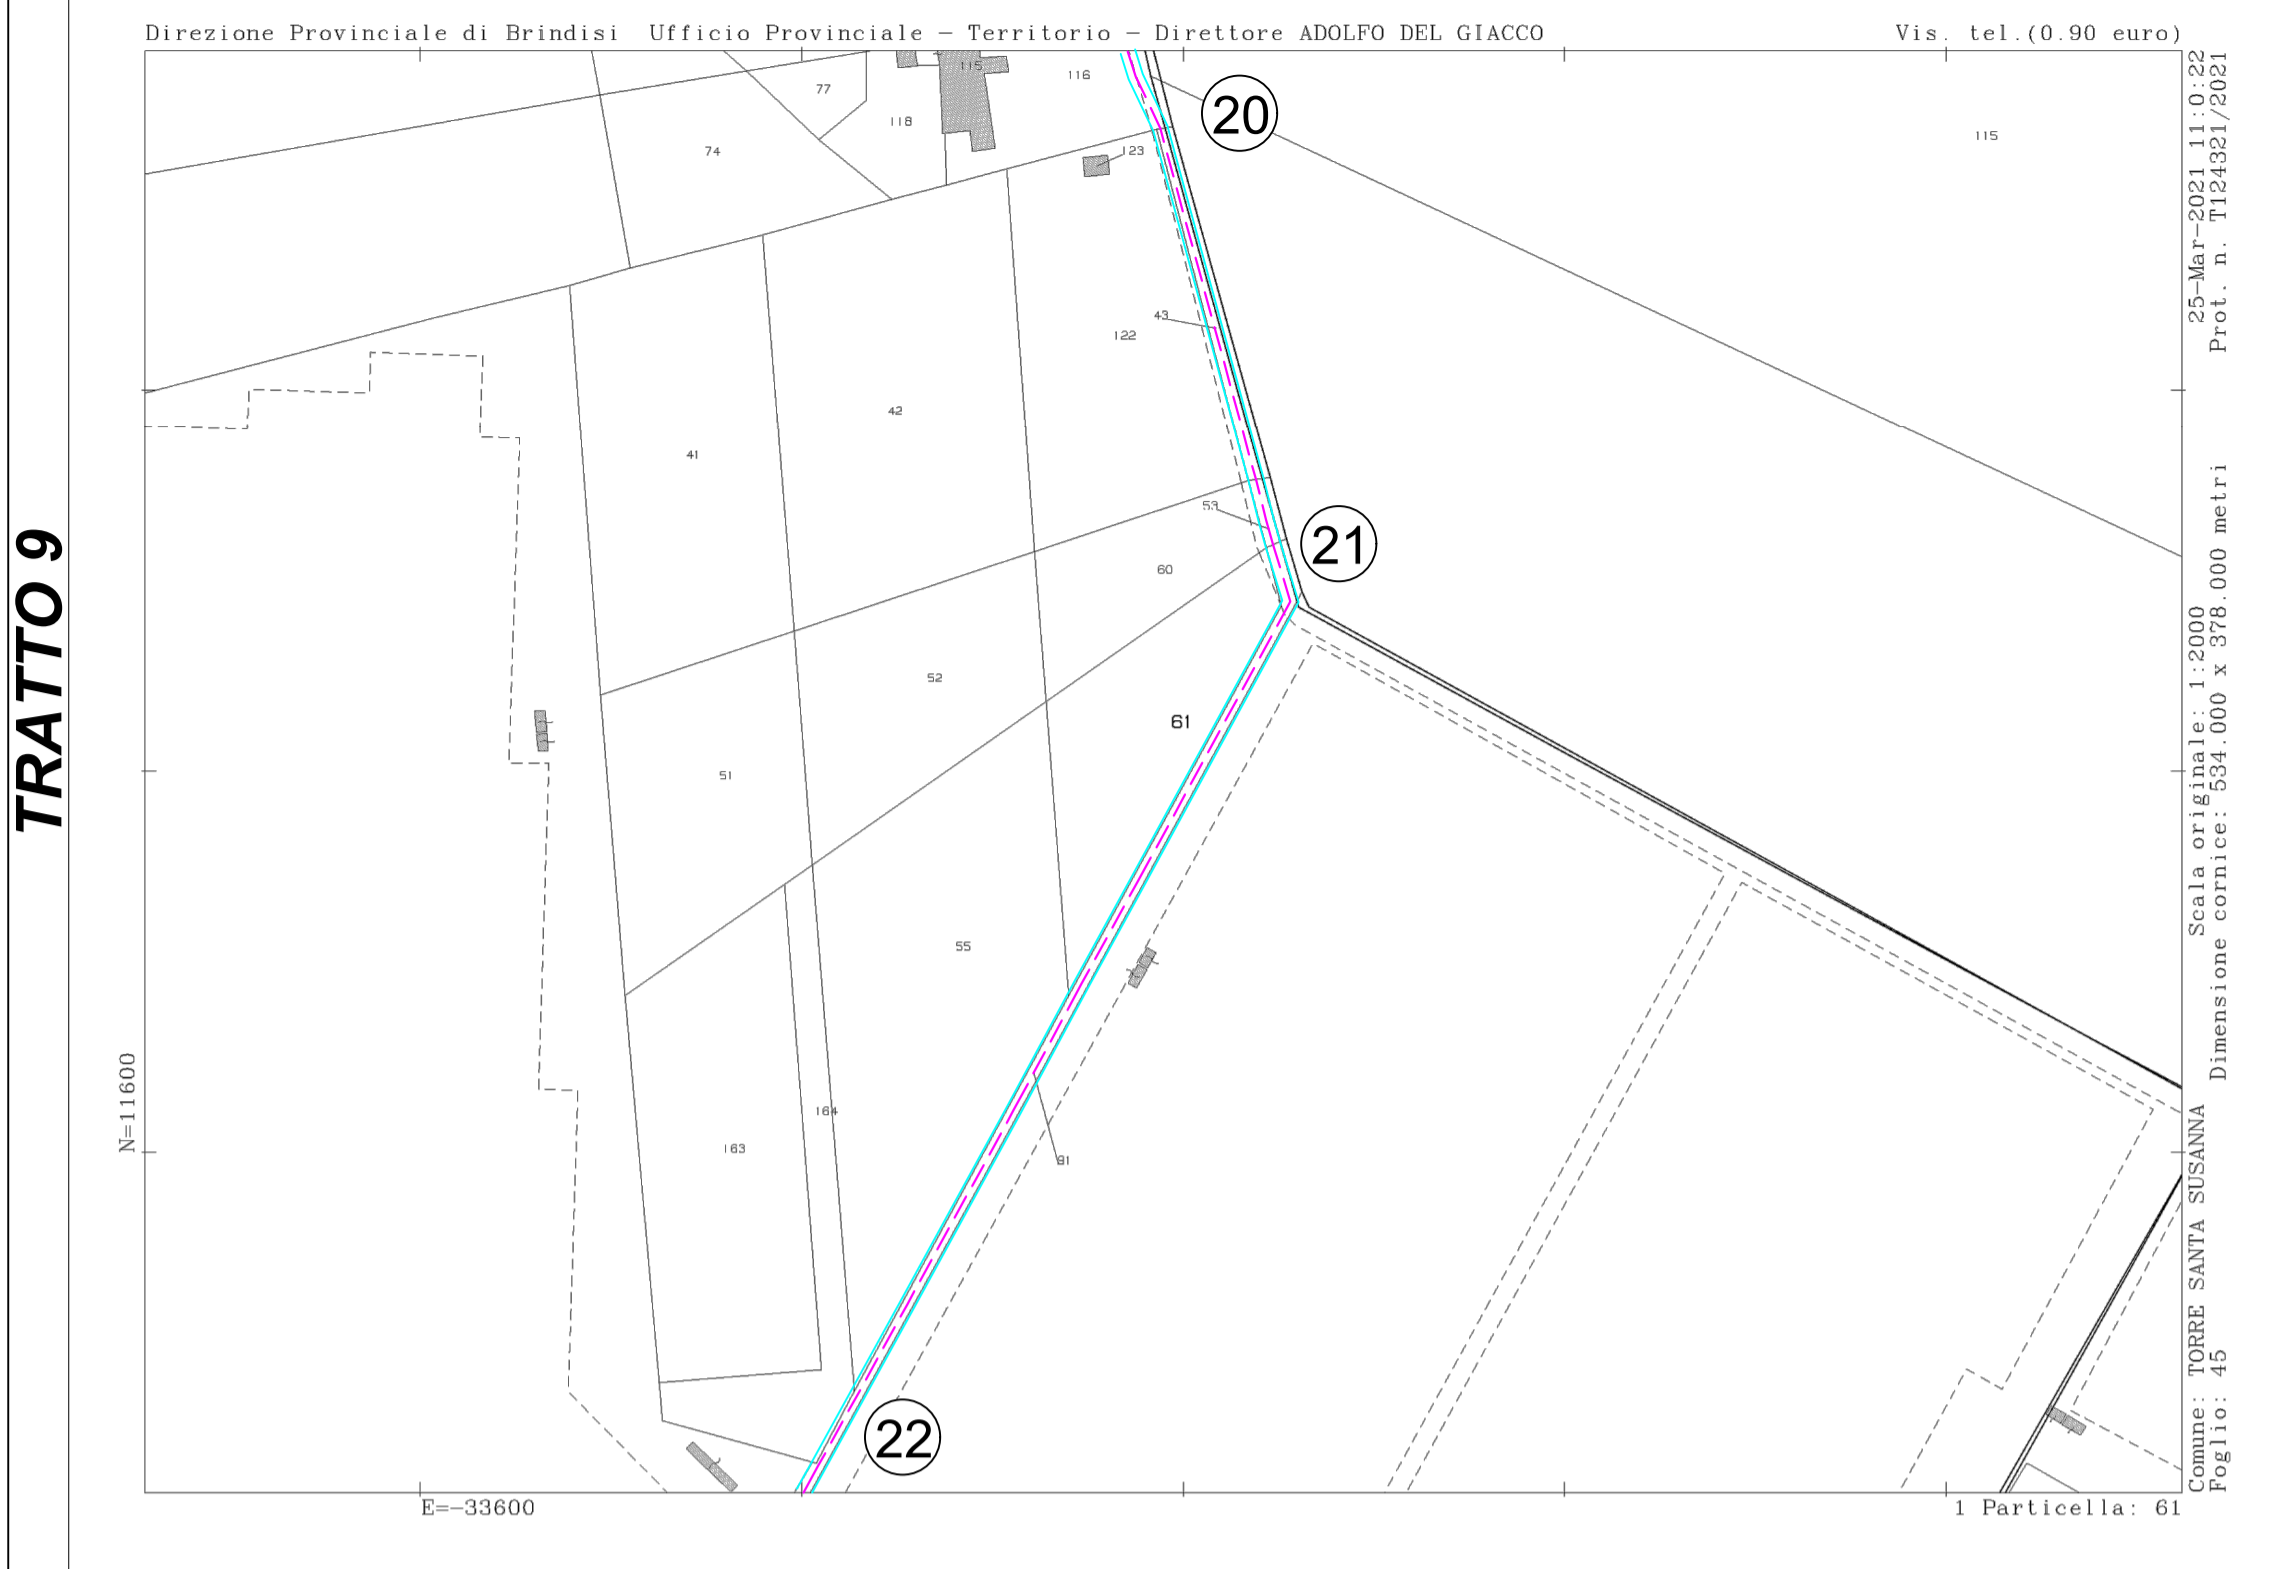 Direzione Provinciale di Brindisi Ufficio Provinciale - Territorio - Direttore ADOLFO DEL GIACCO
Vis. tel.(0.90 euro)
TRATTO 9
25-Mar-2021 11:0:22
Prot. n. T124321/2021
Scala originale: 1:2000
Dimensione cornice: 534.000 x 378.000 metri
Comune: TORRE SANTA SUSANNA
Foglio: 45
115
116
77
20
118
115
74
123
43
122
42
41
53
21
60
52
61
51
55
164
163
81
22
N=11600
E=-33600
1 Particella: 61